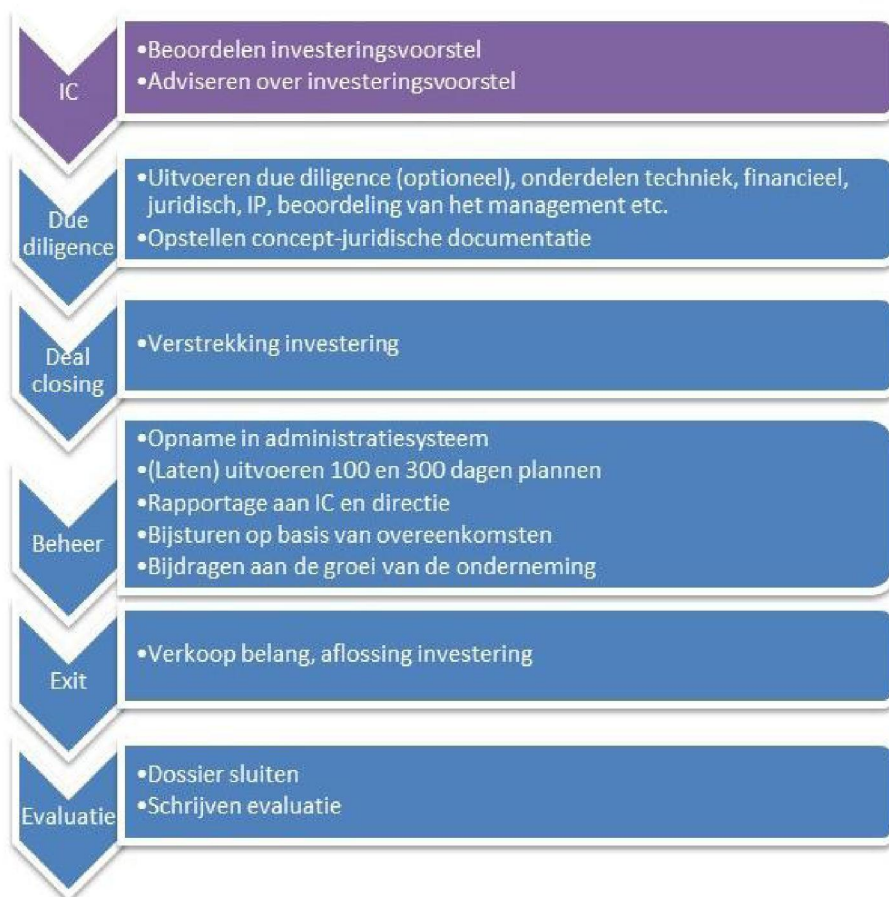 IC
•Beoordelen investeringsvoorstel
•Adviseren over investeringsvoorstel
Due
diligence
•Uitvoeren due diligence (optioneel), onderdelen techniek, financieel,
juridisch, IP, beoordeling van het management etc.
•Opstellen concept-juridische documentatie
Deal
closing
•Verstrekking investering
Beheer
•Opname in administratiesysteem
•(Laten) uitvoeren 100 en 300 dagen plannen
•Rapportage aan IC en directie
•Bijsturen op basis van overeenkomsten
•Bijdragen aan de groei van de onderneming
Exit
•Verkoop belang, aflossing investering
Evaluatie
•Dossier sluiten
•Schrijven evaluatie